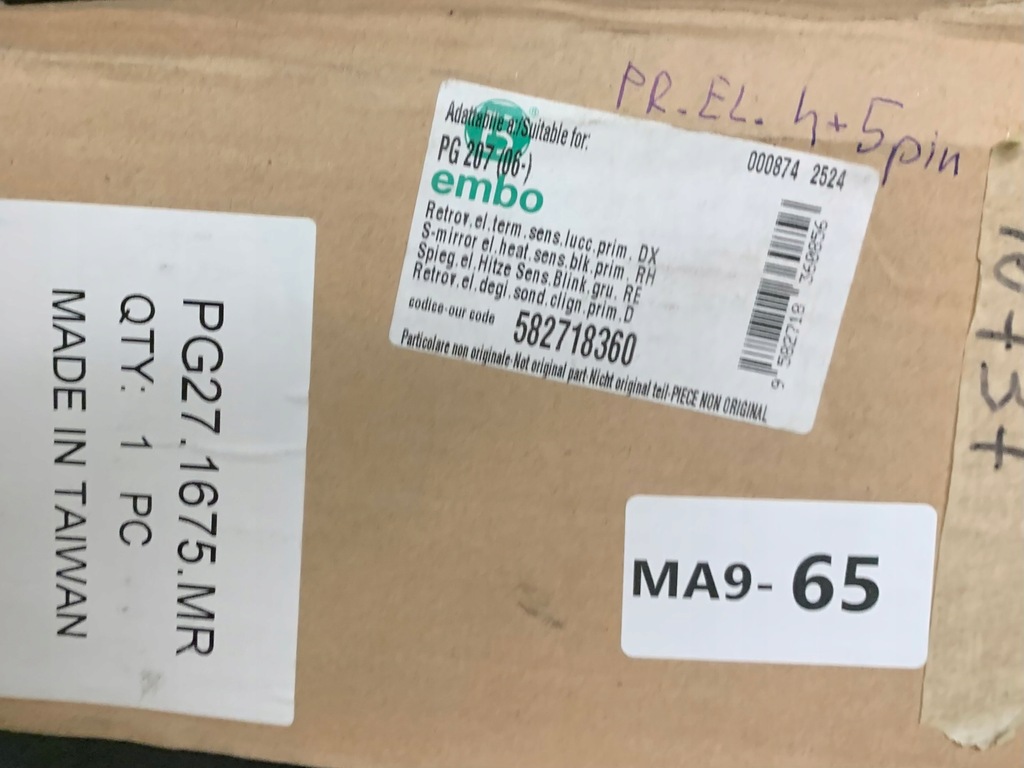 PR.EL. h+5pin
Adattabile a/Suitable for:
PG 207 (06-)
000874 2524
embo
Retrov.el.term.sens.lucc.prim. DX
S-mirror el.heat.sens.blk.prim. RH
Spieg.el.Hitze Sens.Blink.gru. RE
Retrov.el.degi.sond.clign.prim.D
codice-our code 582718360
Particolare non originale-Not original part-Nicht original teil-PIECE NON ORIGINAL
9 582718 360856
PG27.1675.MR
QTY: 1 PC
MADE IN TAIWAN
MA9- 65